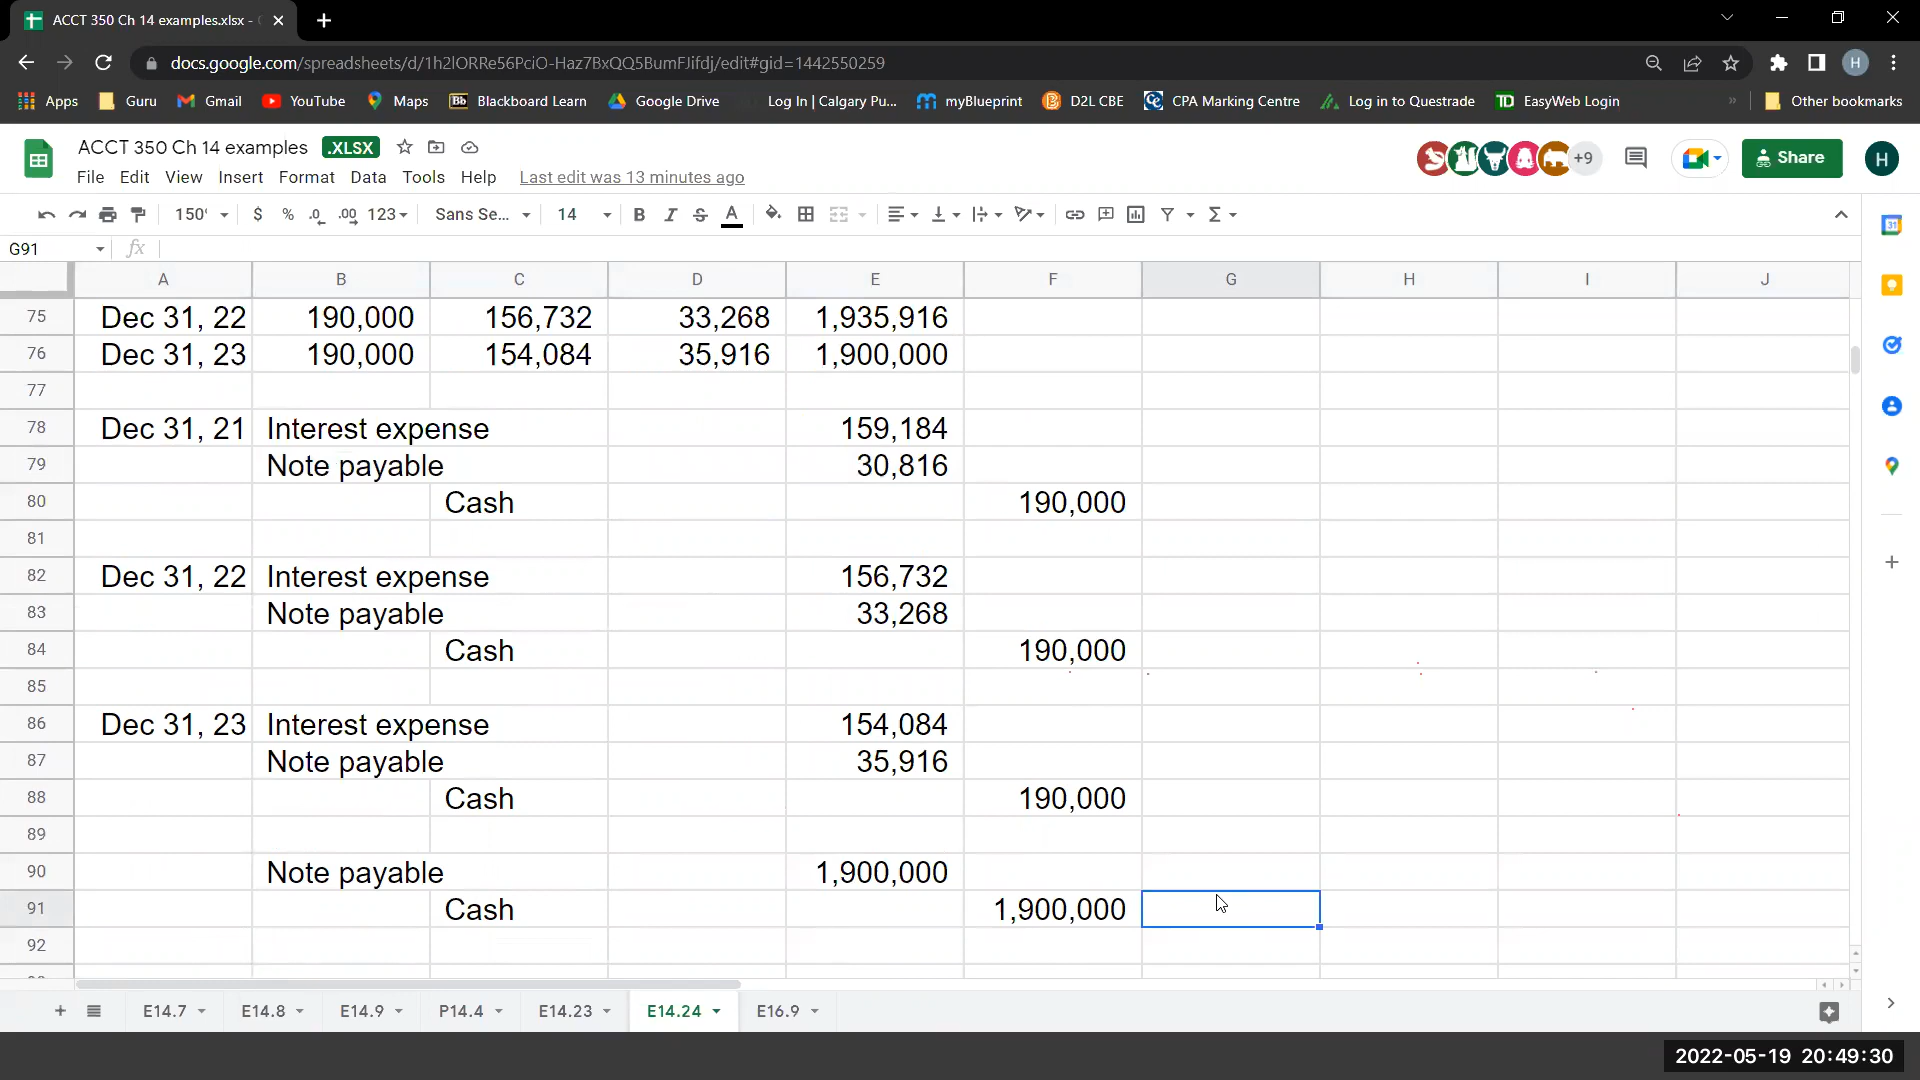 ACCT 350 Ch 14 examples.xlsx -
docs.google.com/spreadsheets/d/1h2lORRe56PciO-Haz7BxQQ5BumFJifdj/edit#gid=1442550259
Apps Guru Gmail YouTube Maps Bb Blackboard Learn Google Drive Log In | Calgary Pu... myBlueprint D2L CBE CPA Marking Centre Log in to Questrade TD EasyWeb Login » Other bookmarks
ACCT 350 Ch 14 examples .XLSX +9 Share H
File Edit View Insert Format Data Tools Help Last edit was 13 minutes ago
$ % .0 .00 123 Sans Se... 14 B I S A
G91 fx
A B C D E F G H I J
75 Dec 31, 22 190,000 156,732 33,268 1,935,916
76 Dec 31, 23 190,000 154,084 35,916 1,900,000
77
78 Dec 31, 21 Interest expense 159,184
79 Note payable 30,816
80 Cash 190,000
81
82 Dec 31, 22 Interest expense 156,732
83 Note payable 33,268
84 Cash 190,000
85
86 Dec 31, 23 Interest expense 154,084
87 Note payable 35,916
88 Cash 190,000
89
90 Note payable 1,900,000
91 Cash 1,900,000
92
E14.7 E14.8 E14.9 P14.4 E14.23 E14.24 E16.9
2022-05-19 20:49:30